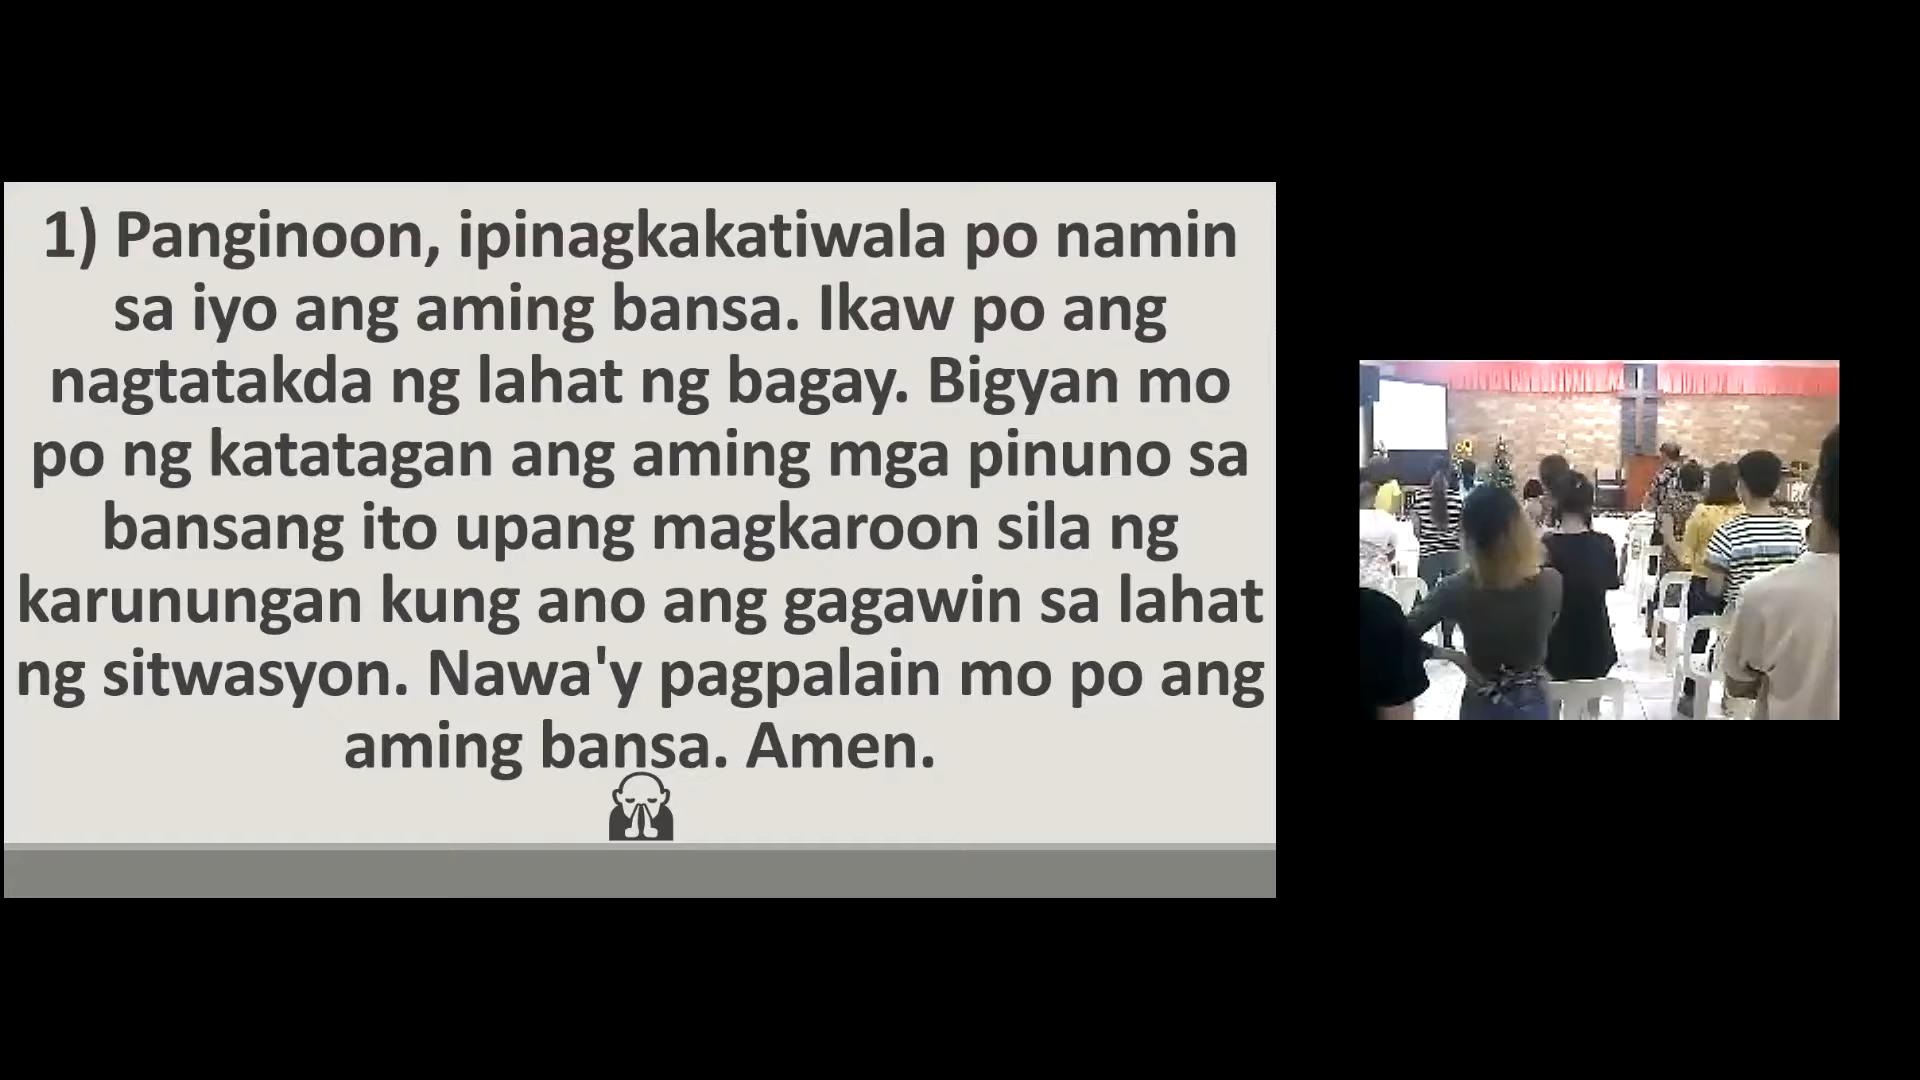 1) Panginoon, ipinagkakatiwala po namin
sa iyo ang aming bansa. Ikaw po ang
nagtatakda ng lahat ng bagay. Bigyan mo
po ng katatagan ang aming mga pinuno sa
bansang ito upang magkaroon sila ng
karunungan kung ano ang gagawin sa lahat
ng sitwasyon. Nawa'y pagpalain mo po ang
aming bansa. Amen.